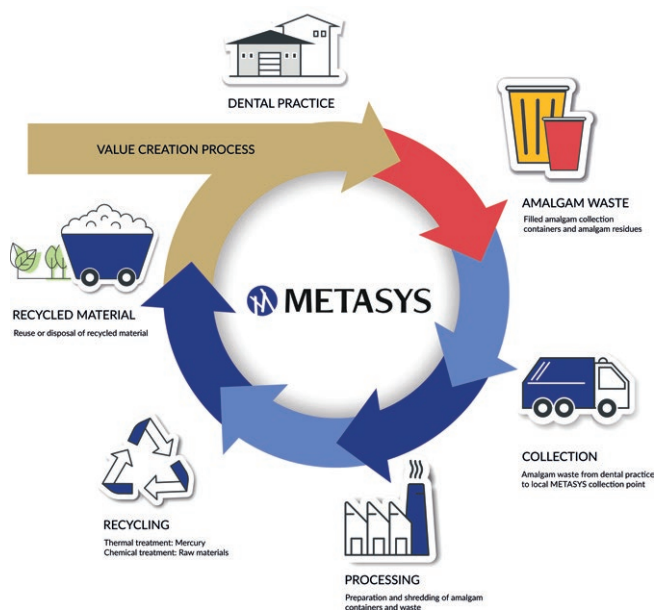 DENTAL PRACTICE
VALUE CREATION PROCESS
AMALGAM WASTE
Filled amalgam collection
containers and amalgam residues
METASYS
RECYCLED MATERIAL
Reuse or disposal of recycled material
COLLECTION
Amalgam waste from dental practice
to local METASYS collection point
RECYCLING
Thermal treatment: Mercury
Chemical treatment: Raw materials
PROCESSING
Preparation and shredding of amalgam
containers and waste